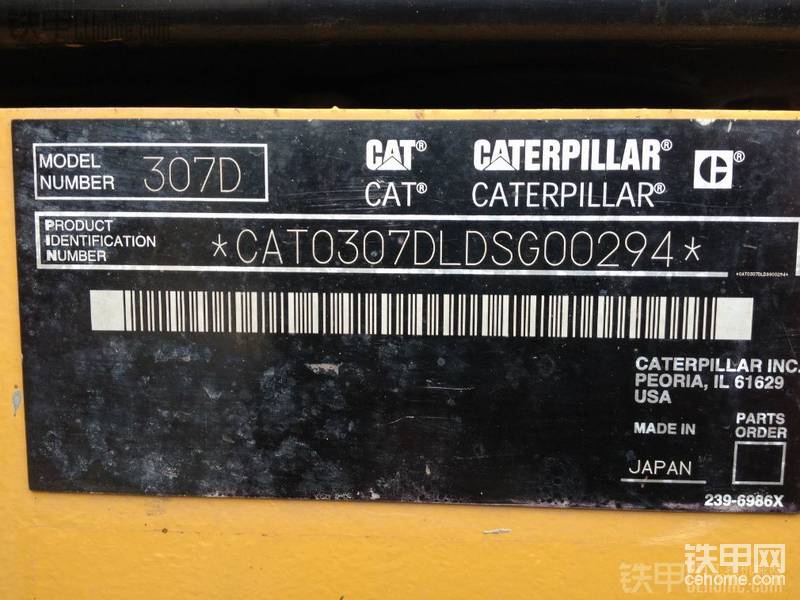 MODEL NUMBER 307D
CAT® CATERPILLAR® C®
CAT® CATERPILLAR®
PRODUCT
IDENTIFICATION
NUMBER
*CAT0307DLDSG00294*
*CAT0307DLDSG00294*
CATERPILLAR INC.
PEORIA, IL 61629
USA
MADE IN
JAPAN
PARTS
ORDER
239-6986X
铁甲网
cehome.com